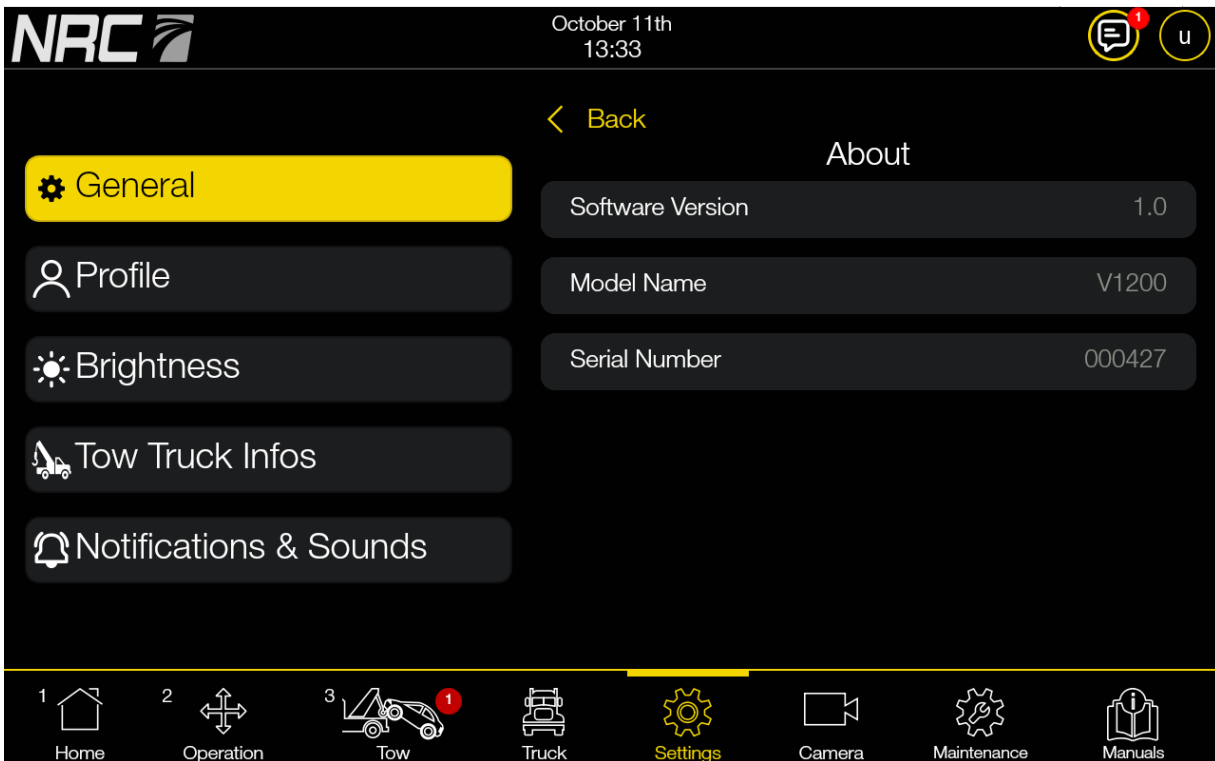 NRC
October 11th
13:33
1
u
Back
About
General
Profile
Brightness
Tow Truck Infos
Notifications & Sounds
Software Version 1.0
Model Name V1200
Serial Number 000427
1
2
3
1
Home
Operation
Tow
Truck
Settings
Camera
Maintenance
Manuals